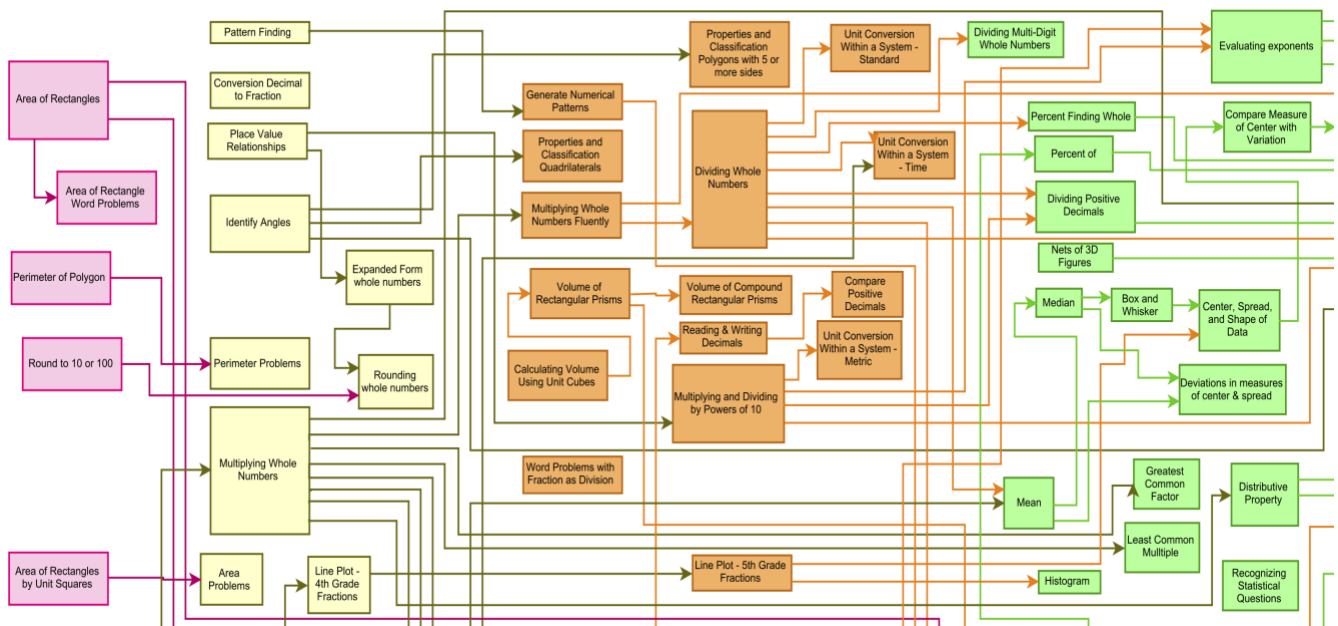 Area of Rectangles
Area of Rectangle
Word Problems
Perimeter of Polygon
Round to 10 or 100
Area of Rectangles
by Unit Squares
Pattern Finding
Conversion Decimal
to Fraction
Place Value
Relationships
Identify Angles
Expanded Form
whole numbers
Perimeter Problems
Rounding
whole numbers
Multiplying Whole
Numbers
Area
Problems
Line Plot -
4th Grade
Fractions
Generate Numerical
Patterns
Properties and
Classification
Quadrilaterals
Multiplying Whole
Numbers Fluently
Volume of
Rectangular Prisms
Calculating Volume
Using Unit Cubes
Word Problems with
Fraction as Division
Properties and
Classification
Polygons with 5 or
more sides
Dividing Whole
Numbers
Volume of Compound
Rectangular Prisms
Reading & Writing
Decimals
Multiplying and Dividing
by Powers of 10
Line Plot - 5th Grade
Fractions
Unit Conversion
Within a System -
Standard
Unit Conversion
Within a System
- Time
Compare
Positive
Decimals
Unit Conversion
Within a System -
Metric
Dividing Multi-Digit
Whole Numbers
Percent Finding Whole
Percent of
Dividing Positive
Decimals
Nets of 3D
Figures
Median
Box and
Whisker
Mean
Histogram
Evaluating exponents
Compare Measure
of Center with
Variation
Center, Spread,
and Shape of
Data
Deviations in measures
of center & spread
Greatest
Common
Factor
Least Common
Mulltiple
Distributive
Property
Recognizing
Statistical
Questions